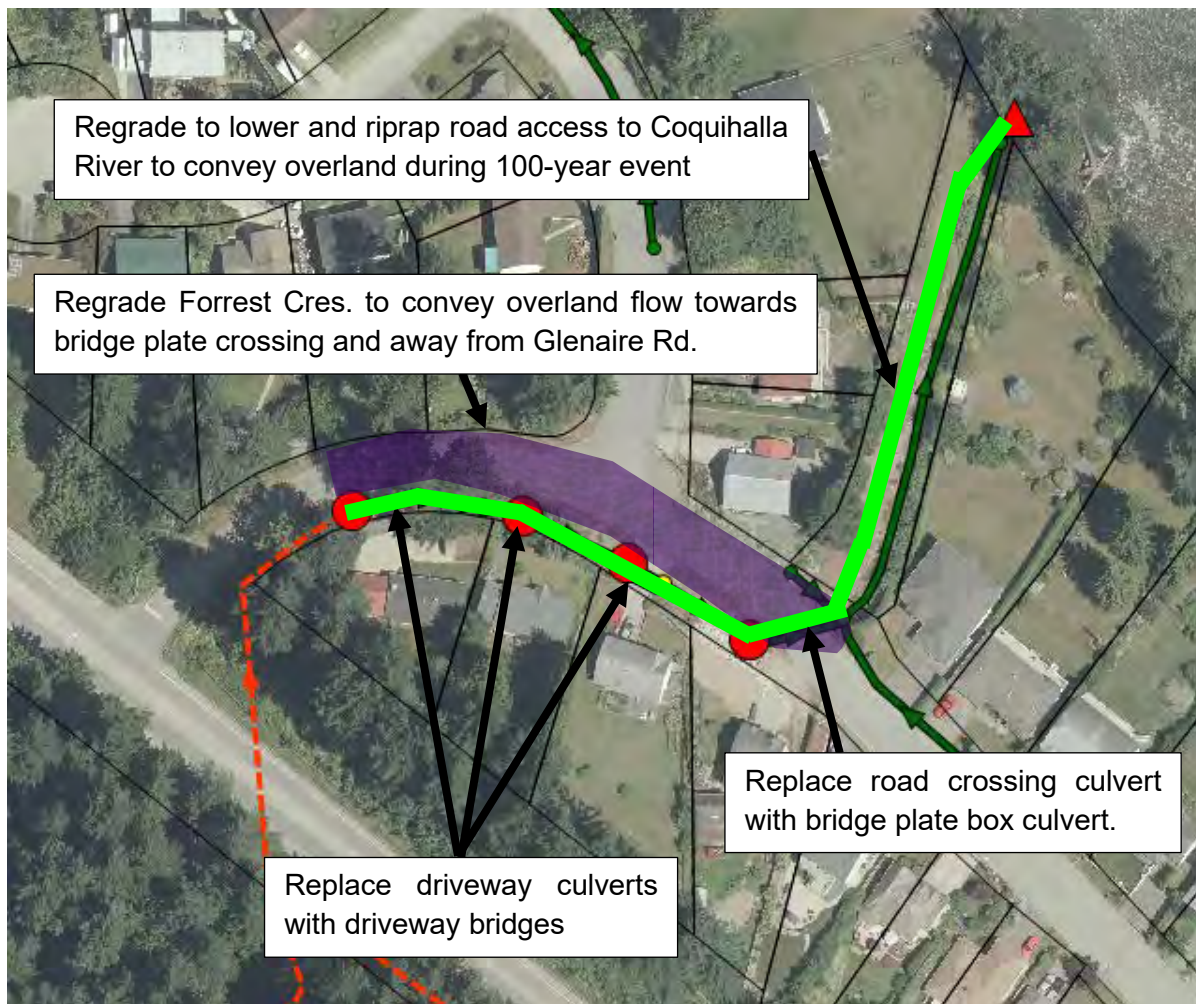 Regrade to lower and riprap road access to Coquihalla
River to convey overland during 100-year event
Regrade Forrest Cres. to convey overland flow towards
bridge plate crossing and away from Glenaire Rd.
Replace road crossing culvert
with bridge plate box culvert.
Replace driveway culverts
with driveway bridges